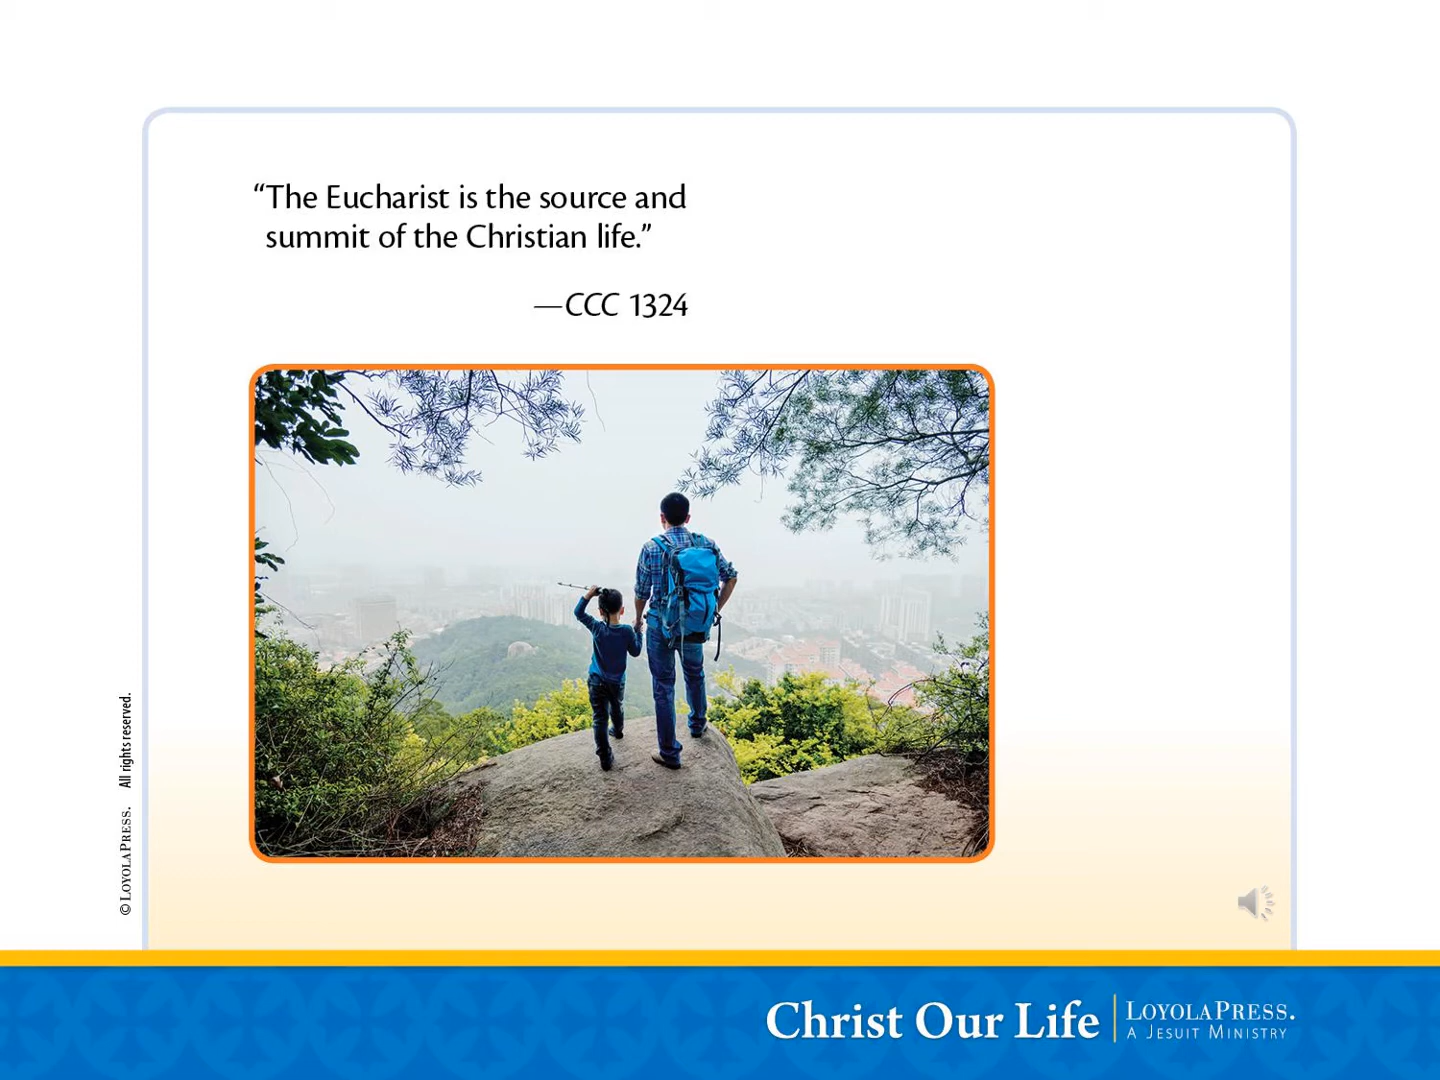 “The Eucharist is the source and
summit of the Christian life.”
—CCC 1324
© LOYOLAPRESS. All rights reserved.
Christ Our Life
LOYOLAPRESS.
A JESUIT MINISTRY